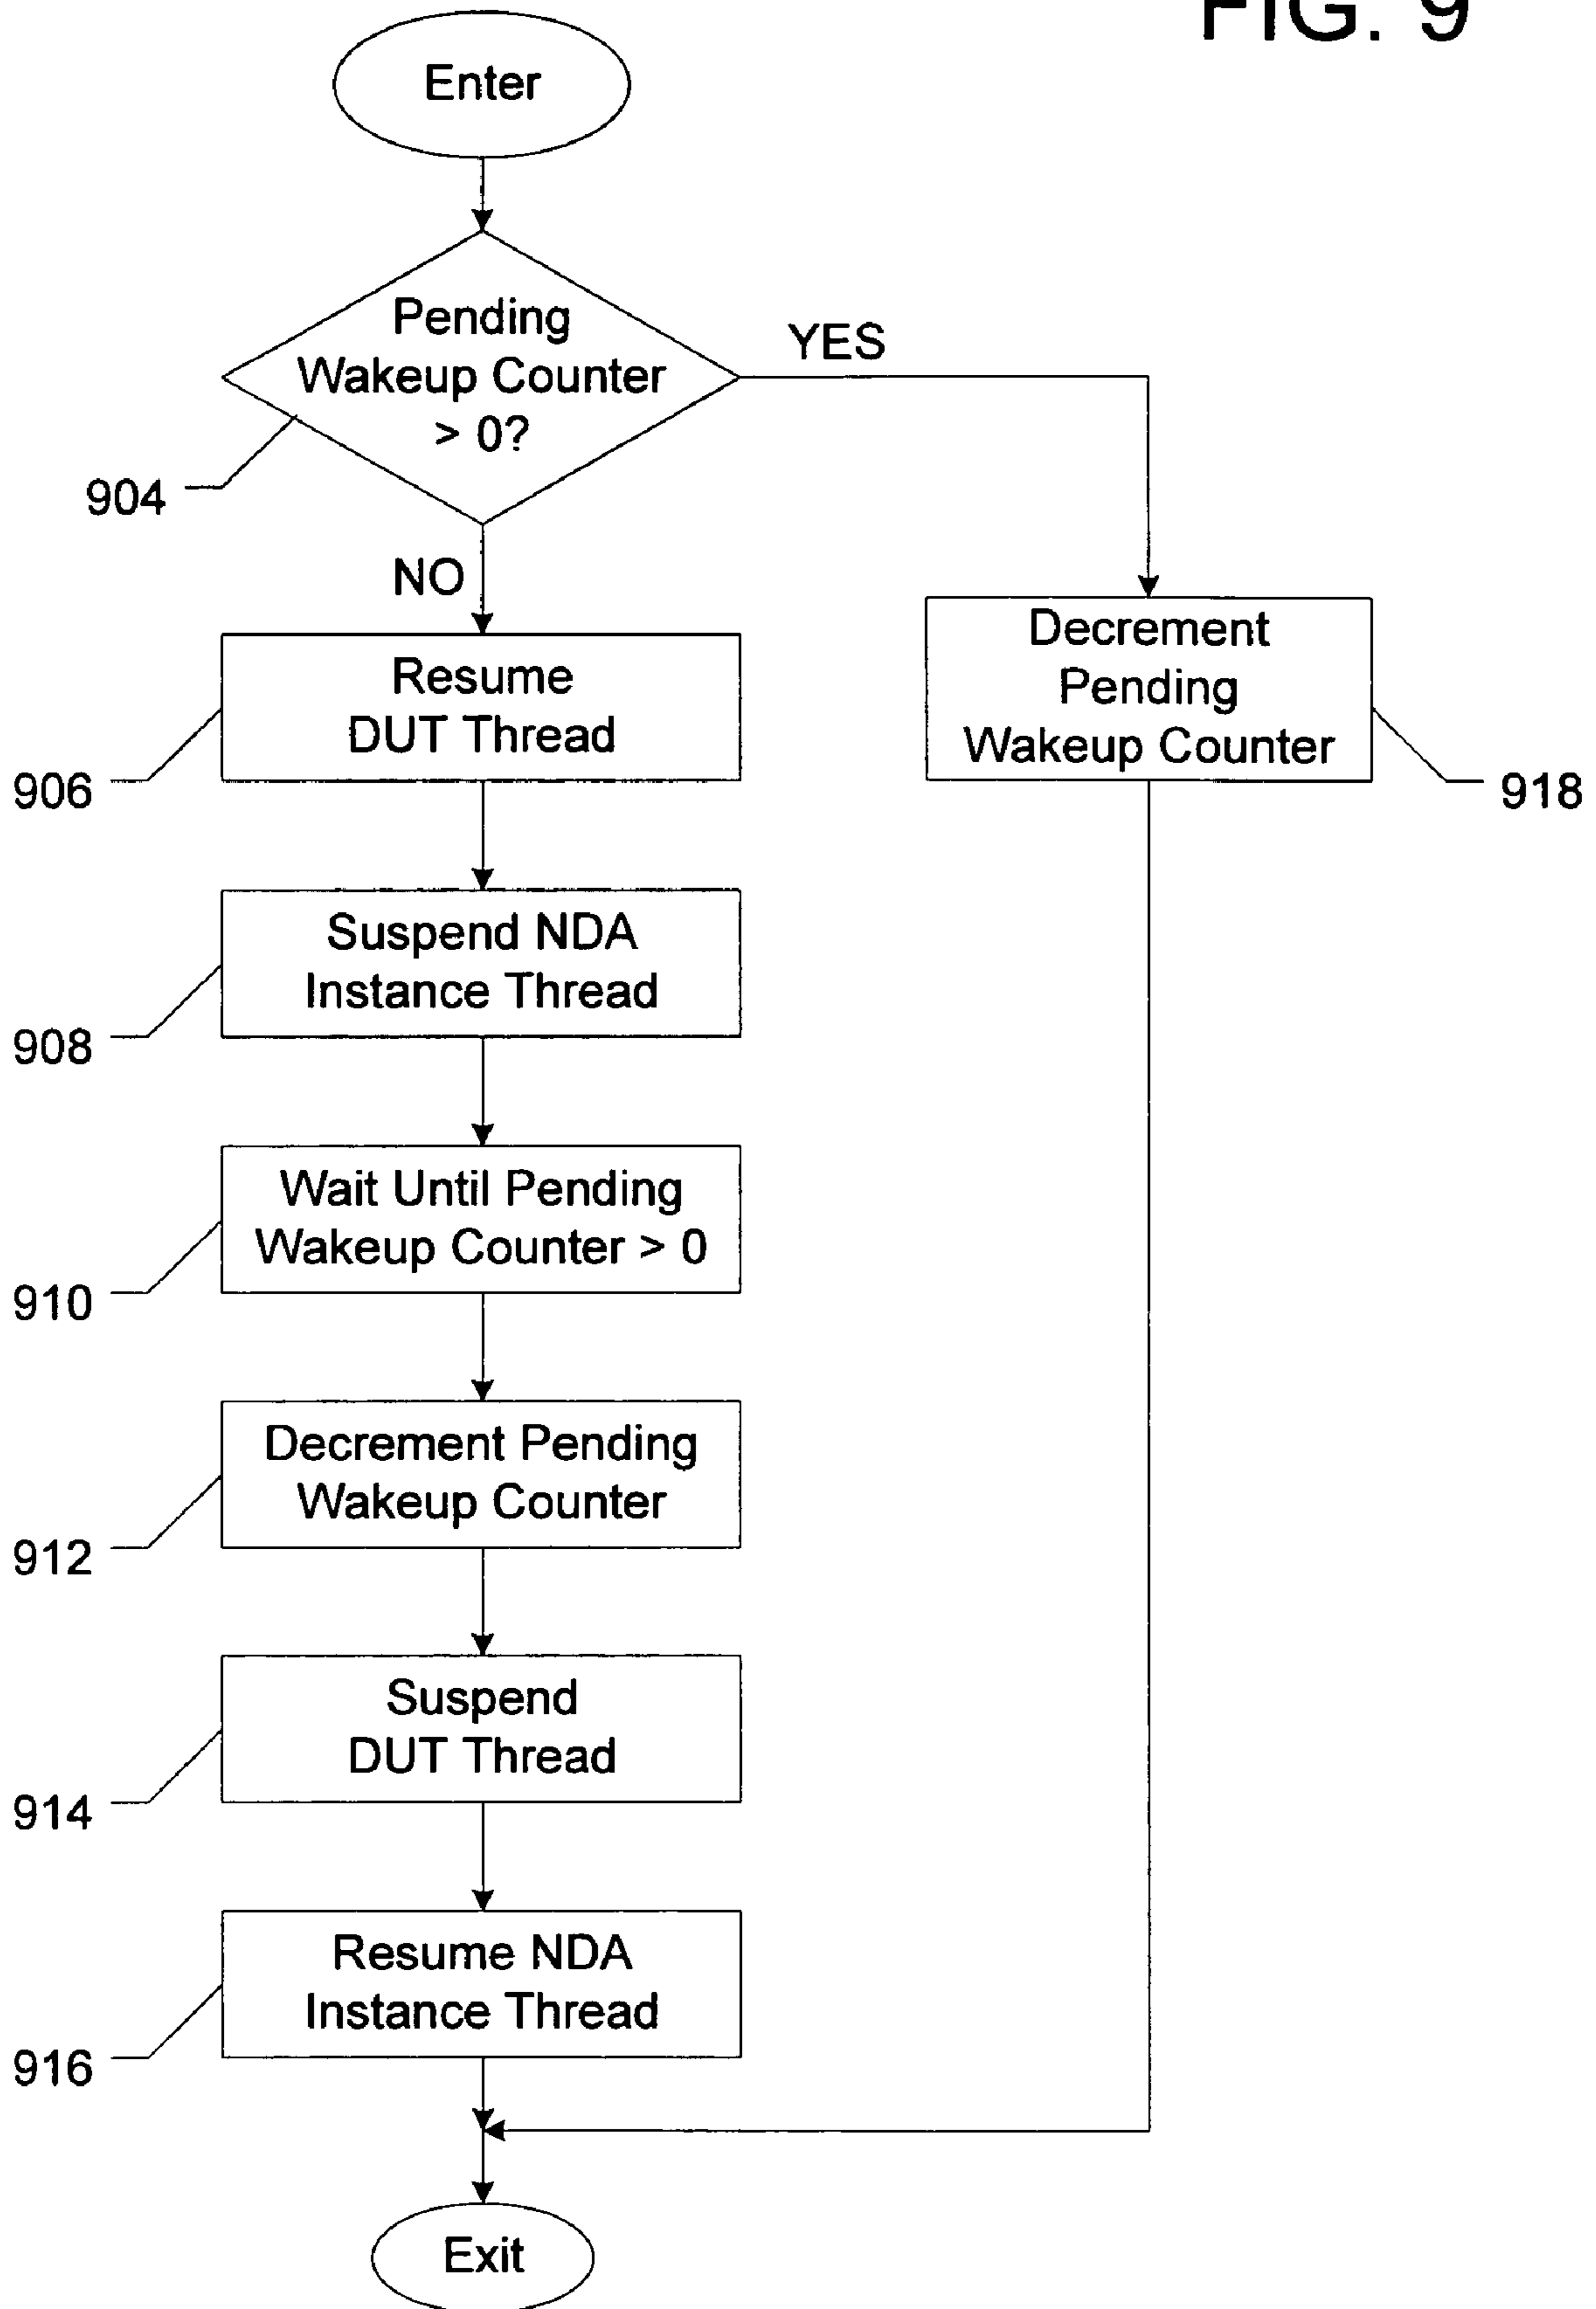 FIG. 9
Enter
Pending
Wakeup Counter
> 0?
YES
904
NO
Resume
DUT Thread
906
Decrement
Pending
Wakeup Counter
918
Suspend NDA
Instance Thread
908
Wait Until Pending
Wakeup Counter > 0
910
Decrement Pending
Wakeup Counter
912
Suspend
DUT Thread
914
Resume NDA
Instance Thread
916
Exit